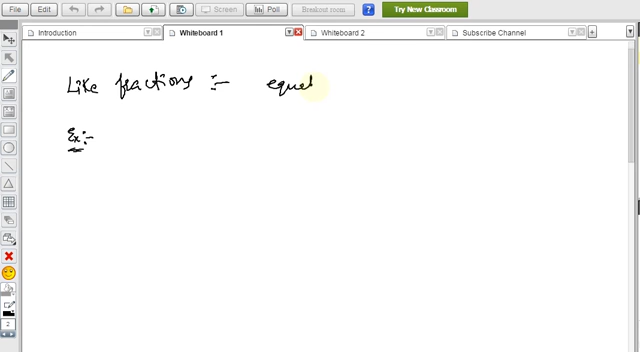 File Edit Screen Poll Breakout room ? Try New Classroom
Introduction Whiteboard 1 Whiteboard 2 Subscribe Channel
Like fractions :- equal
Ex:-
2